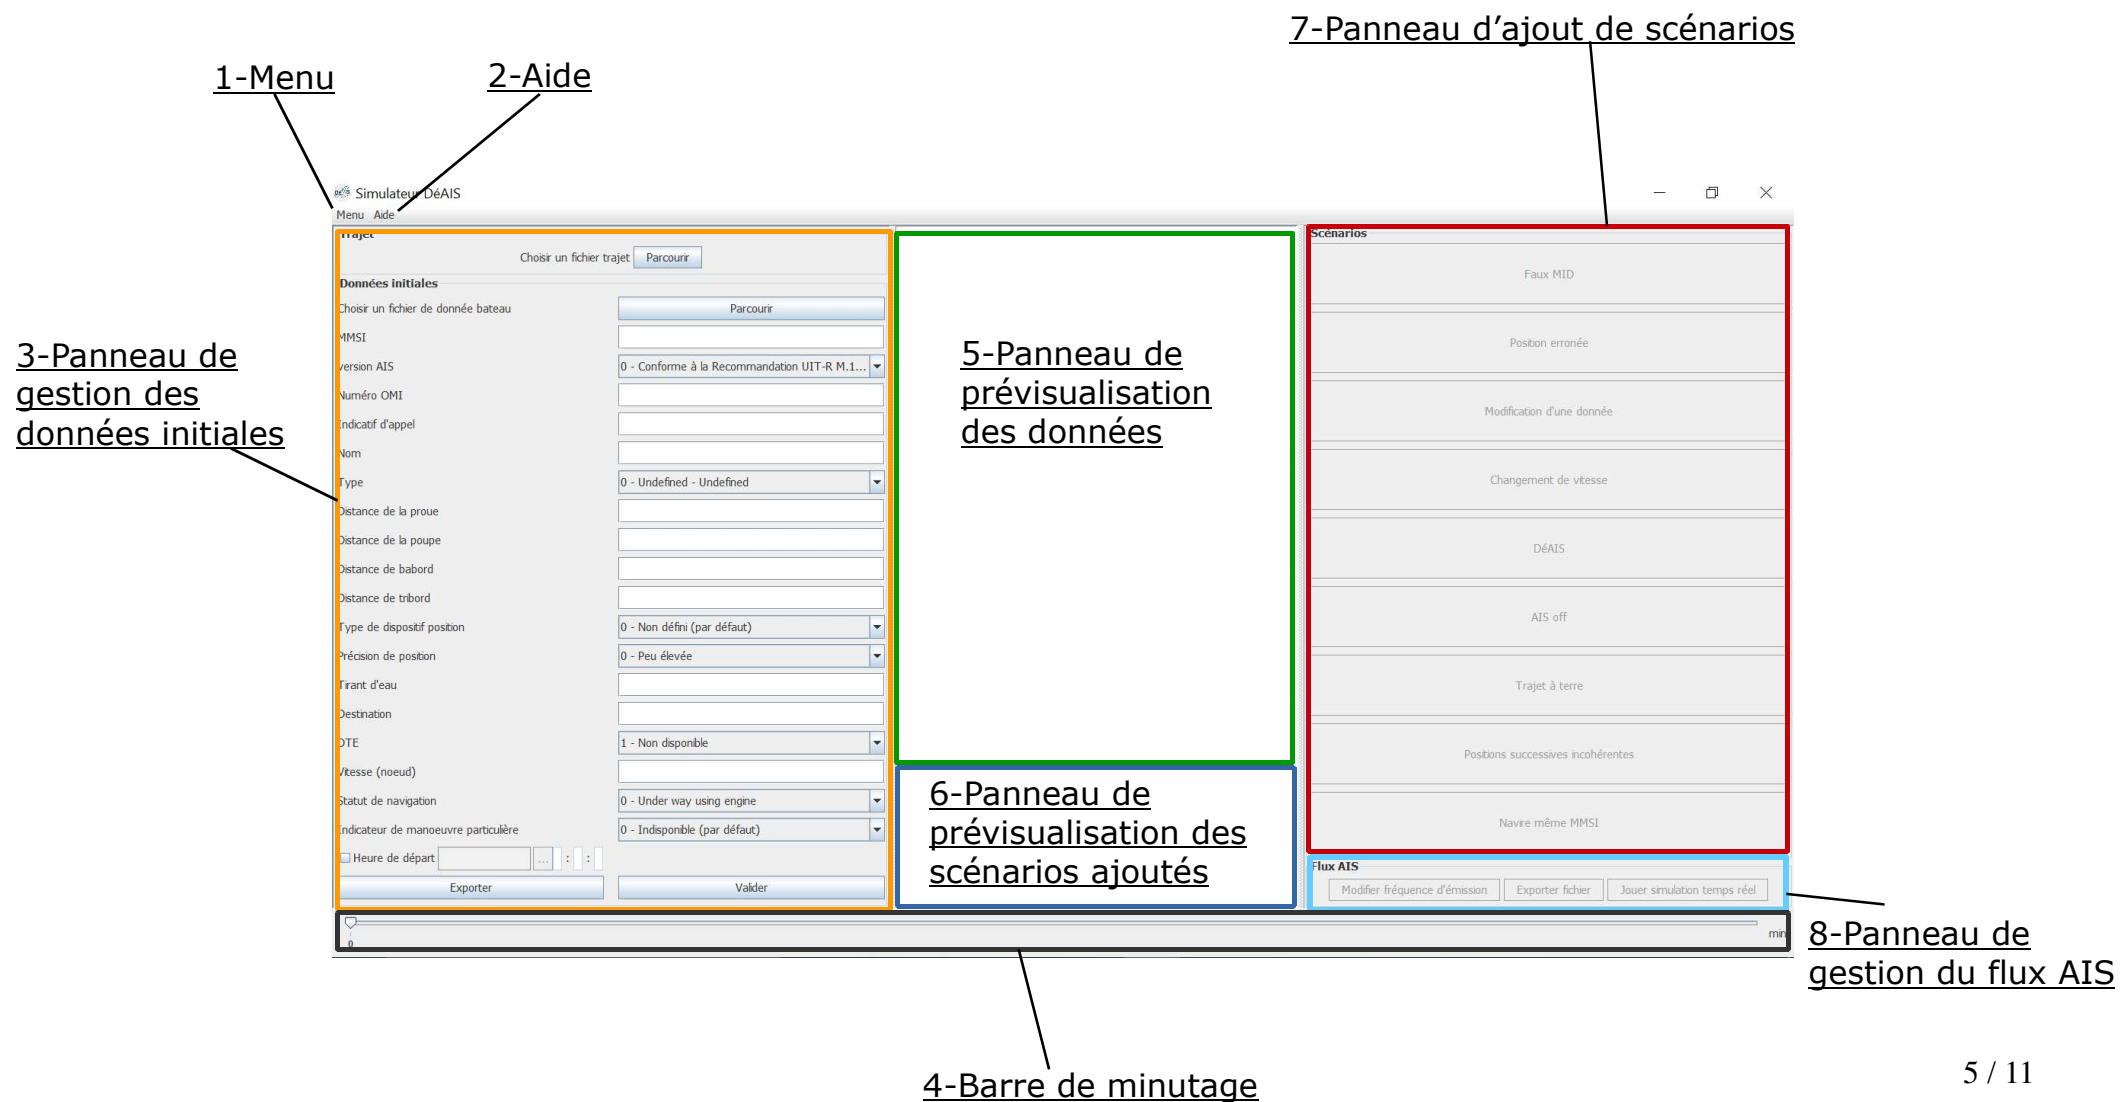 7-Panneau d'ajout de scénarios
1-Menu
2-Aide
Simulateur DéAIS
Menu Aide
Trajet
Choisir un fichier trajet Parcourir
Données initiales
Choisir un fichier de donnée bateau Parcourir
MMSI
version AIS 0 - Conforme à la Recommandation UIT-R M.1...
Numéro OMI
Indicatif d'appel
Nom
Type 0 - Undefined - Undefined
Distance de la proue
Distance de la poupe
Distance de babord
Distance de tribord
Type de dispositif position 0 - Non défini (par défaut)
Précision de position 0 - Peu élevée
Tirant d'eau
Destination
DTE 1 - Non disponible
Vitesse (noeud)
Statut de navigation 0 - Under way using engine
Indicateur de manoeuvre particulière 0 - Indisponible (par défaut)
Heure de départ ... : :
Exporter Valider
3-Panneau de
gestion des
données initiales
5-Panneau de
prévisualisation
des données
6-Panneau de
prévisualisation des
scénarios ajoutés
Scénarios
Faux MID
Position erronée
Modification d'une donnée
Changement de vitesse
DéAIS
AIS off
Trajet à terre
Positions successives incohérentes
Navire même MMSI
Flux AIS
Modifier fréquence d'émission Exporter fichier Jouer simulation temps réel
0
min
8-Panneau de
gestion du flux AIS
4-Barre de minutage
5 / 11